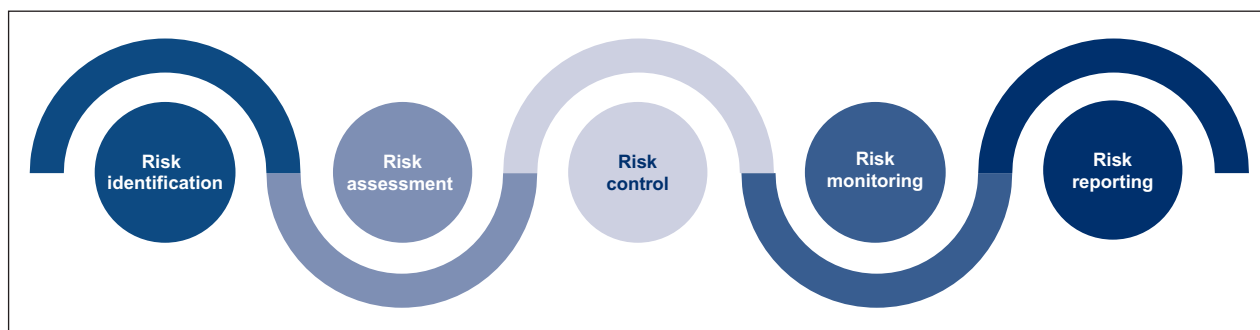 Risk
identification
Risk
assessment
Risk
control
Risk
monitoring
Risk
reporting